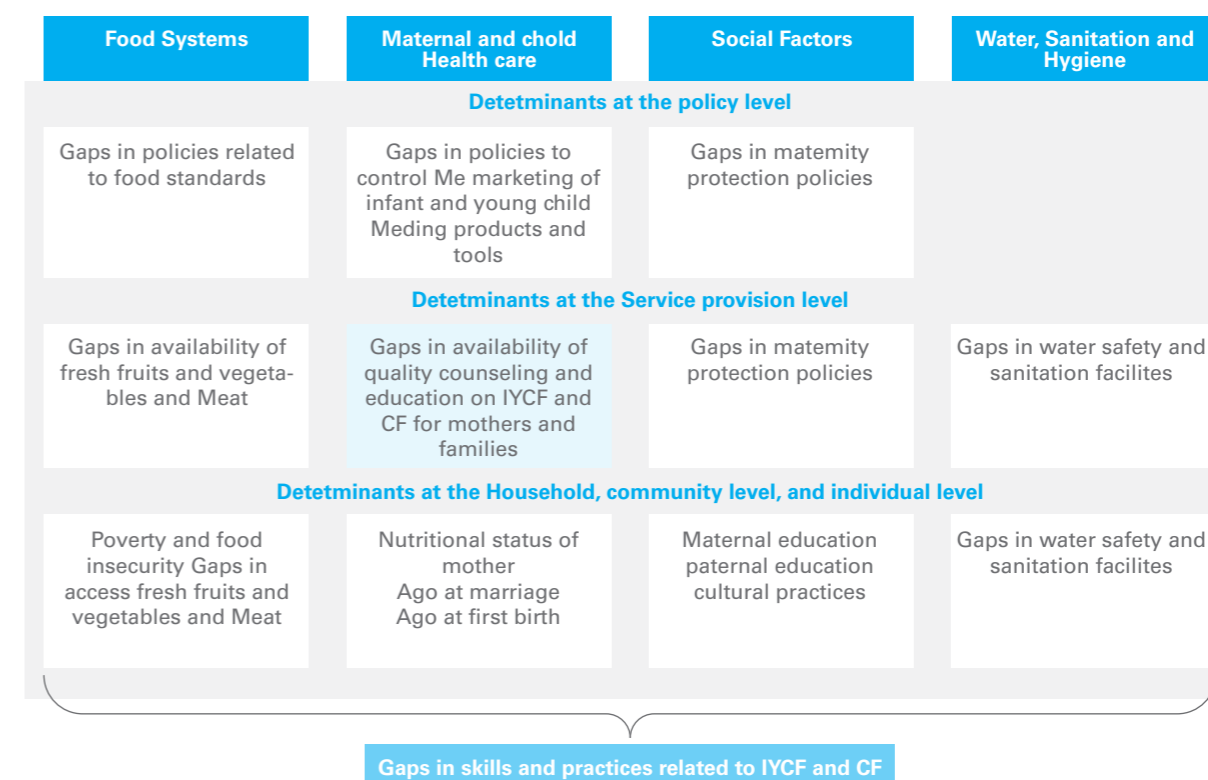 Food Systems
Maternal and chold
Health care
Social Factors
Water, Sanitation and
Hygiene
Detetminants at the policy level
Gaps in policies related
to food standards
Gaps in policies to
control Me marketing of
infant and young child
Meding products and
tools
Gaps in matemity
protection policies
Detetminants at the Service provision level
Gaps in availability of
fresh fruits and vegeta-
bles and Meat
Gaps in availability of
quality counseling and
education on IYCF and
CF for mothers and
families
Gaps in matemity
protection policies
Gaps in water safety and
sanitation facilites
Detetminants at the Household, community level, and individual level
Poverty and food
insecurity Gaps in
access fresh fruits and
vegetables and Meat
Nutritional status of
mother
Ago at marriage
Ago at first birth
Maternal education
paternal education
cultural practices
Gaps in water safety and
sanitation facilites
Gaps in skills and practices related to IYCF and CF